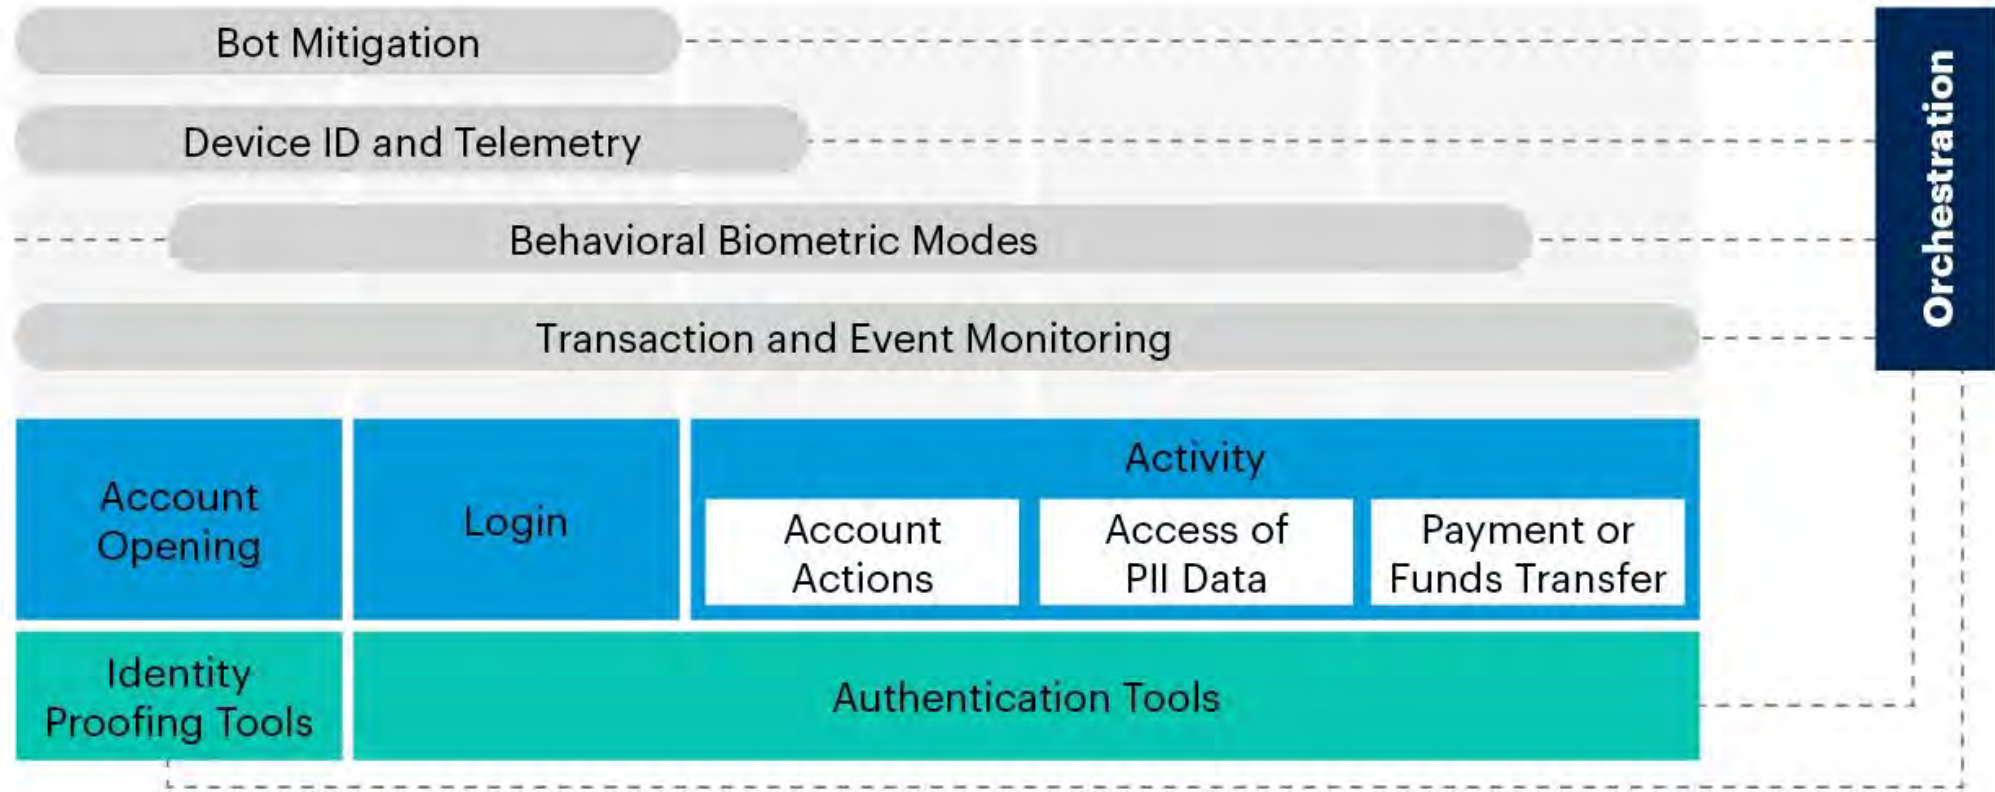 Bot Mitigation
Device ID and Telemetry
Behavioral Biometric Modes
Transaction and Event Monitoring
Orchestration
Account
Opening
Login
Activity
Account
Actions
Access of
PII Data
Payment or
Funds Transfer
Identity
Proofing Tools
Authentication Tools